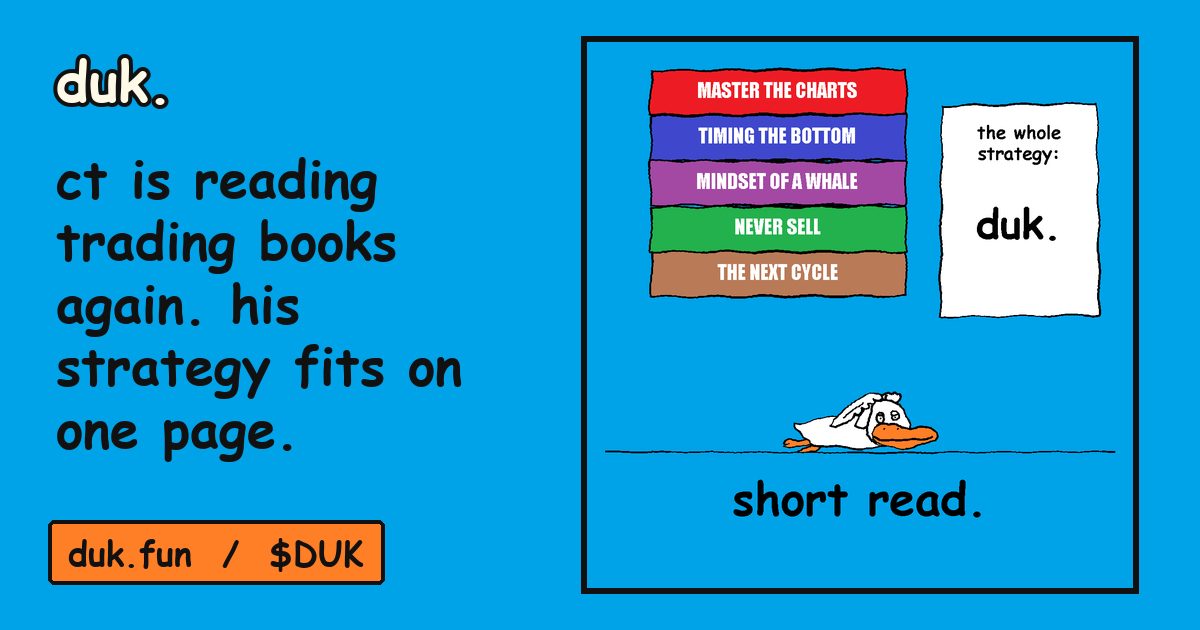 duk.
ct is reading
trading books
again. his
strategy fits on
one page.
duk.fun / $DUK
MASTER THE CHARTS
TIMING THE BOTTOM
MINDSET OF A WHALE
NEVER SELL
THE NEXT CYCLE
the whole
strategy:
duk.
short read.